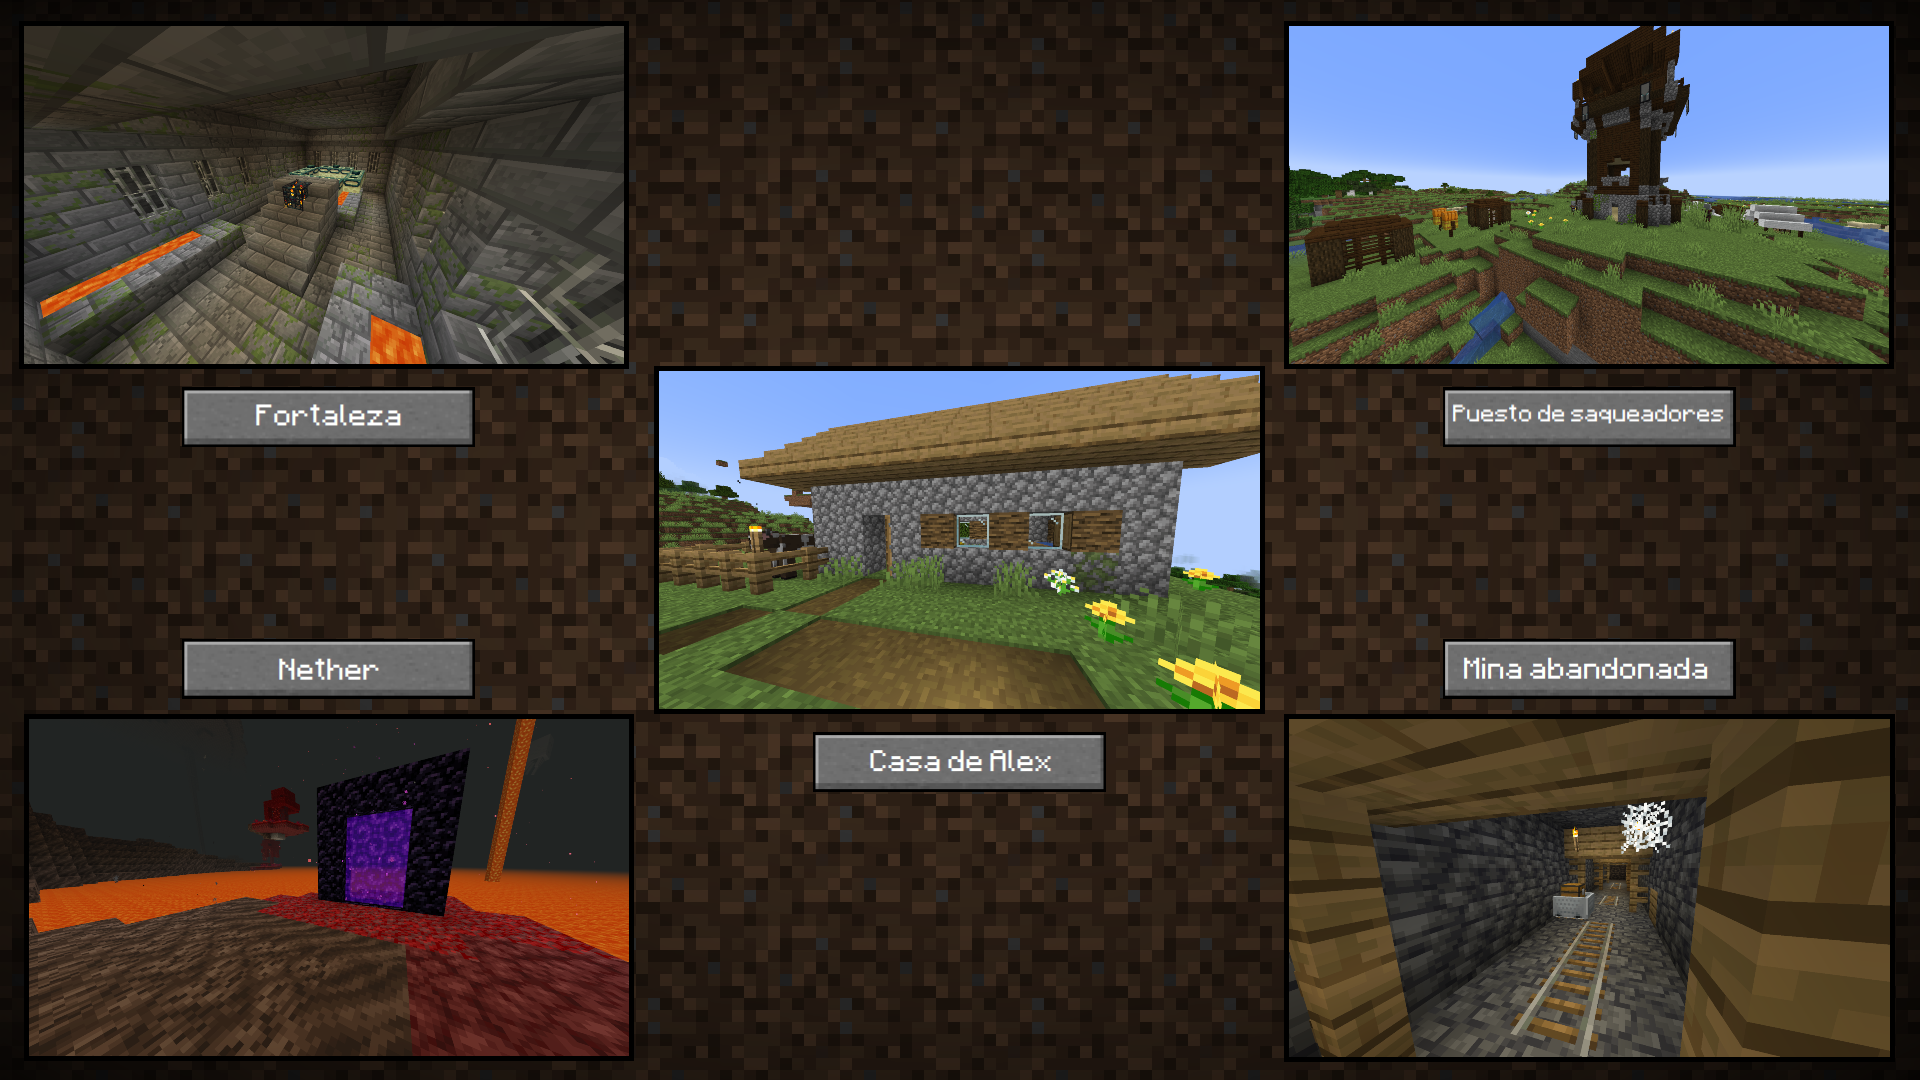 Fortaleza
Puesto de saqueadores
Nether
Mina abandonada
Casa de Alex